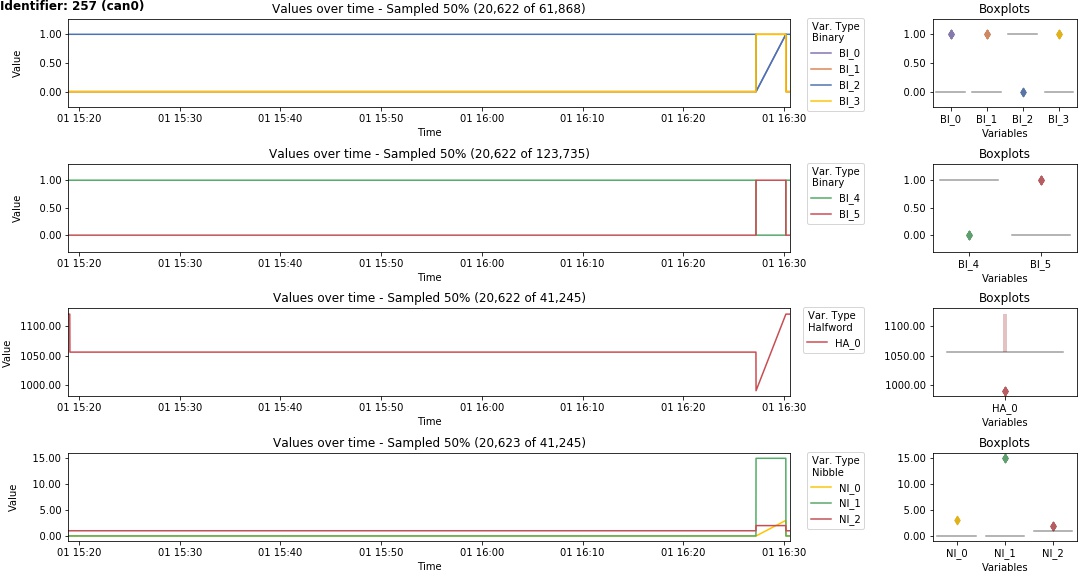 Identifier: 257 (can0)
Values over time - Sampled 50% (20,622 of 61,868)
Boxplots
Value
1.00
0.50
0.00
01 15:20 01 15:30 01 15:40 01 15:50 01 16:00 01 16:10 01 16:20 01 16:30
Time
Var. Type
Binary
BI_0
BI_1
BI_2
BI_3
1.00
0.50
0.00
BI_0 BI_1 BI_2 BI_3
Variables
Values over time - Sampled 50% (20,622 of 123,735)
Boxplots
Value
1.00
0.50
0.00
01 15:20 01 15:30 01 15:40 01 15:50 01 16:00 01 16:10 01 16:20 01 16:30
Time
Var. Type
Binary
BI_4
BI_5
1.00
0.50
0.00
BI_4 BI_5
Variables
Values over time - Sampled 50% (20,622 of 41,245)
Boxplots
Value
1100.00
1050.00
1000.00
01 15:20 01 15:30 01 15:40 01 15:50 01 16:00 01 16:10 01 16:20 01 16:30
Time
Var. Type
Halfword
HA_0
1100.00
1050.00
1000.00
HA_0
Variables
Values over time - Sampled 50% (20,623 of 41,245)
Boxplots
Value
15.00
10.00
5.00
0.00
01 15:20 01 15:30 01 15:40 01 15:50 01 16:00 01 16:10 01 16:20 01 16:30
Time
Var. Type
Nibble
NI_0
NI_1
NI_2
15.00
10.00
5.00
0.00
NI_0 NI_1 NI_2
Variables